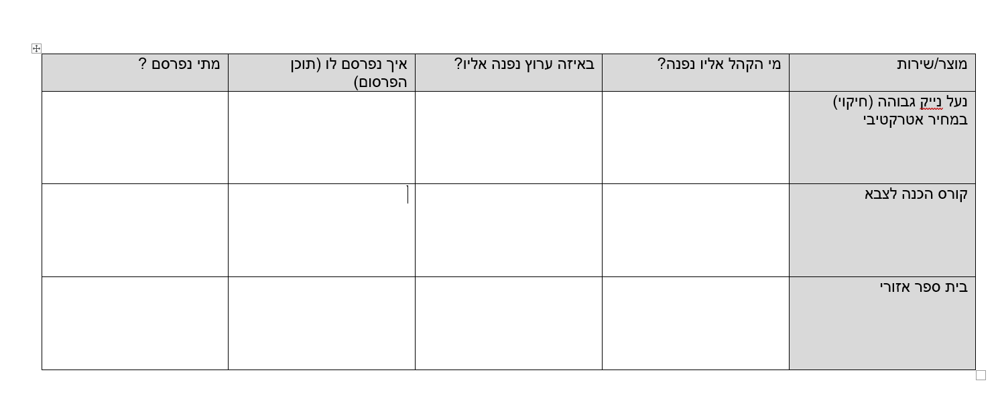 מוצר/שירות
מי הקהל אליו נפנה?
באיזה ערוץ נפנה אליו?
איך נפרסם לו (תוכן
הפרסום)
מתי נפרסם ?
נעל נייק גבוהה (חיקוי)
במחיר אטרקטיבי
קורס הכנה לצבא
בית ספר אזורי